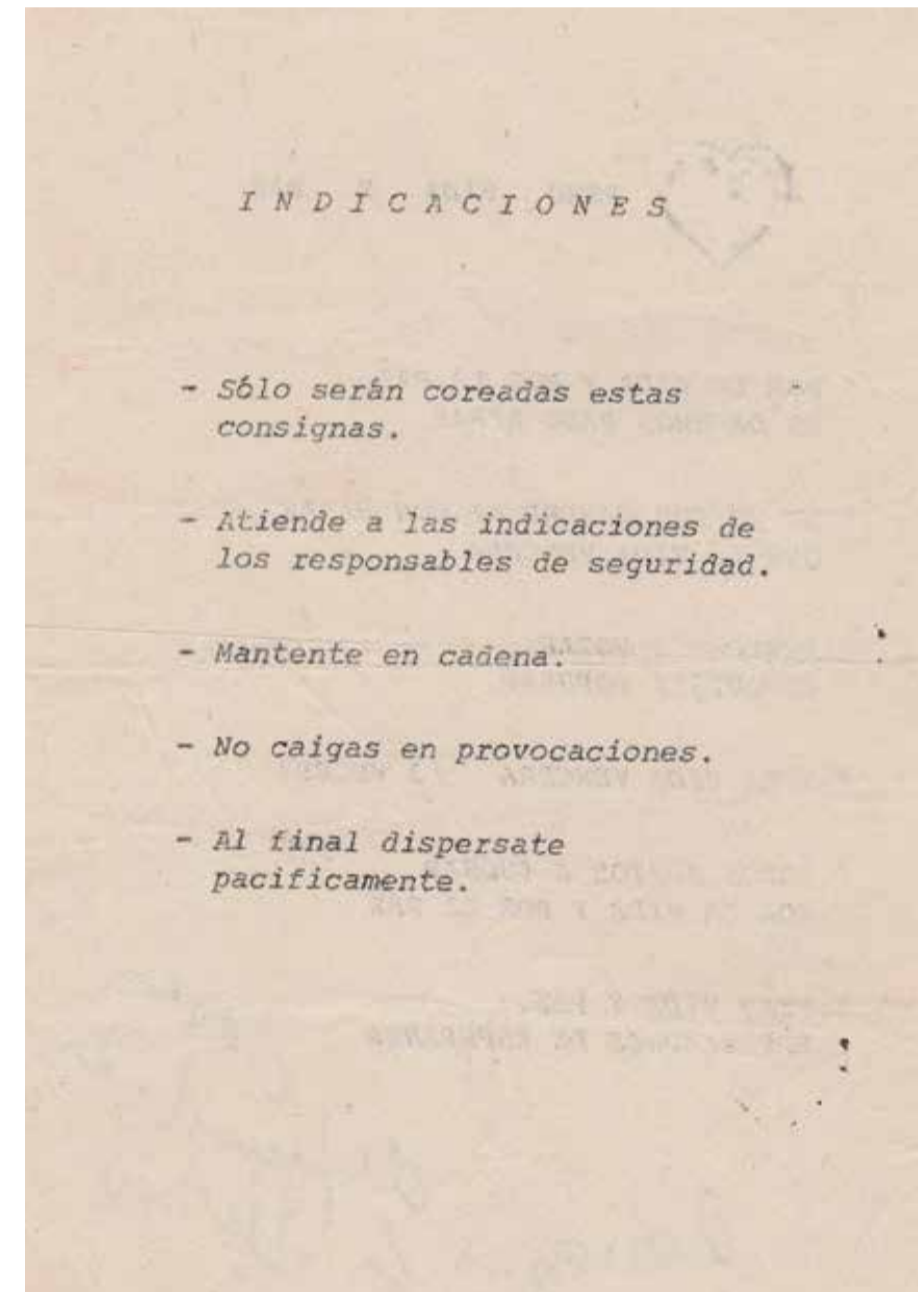 I N D I C A C I O N E S
- Sólo serán coreadas estas
consignas.
- Atiende a las indicaciones de
los responsables de seguridad.
- Mantente en cadena.
- No caigas en provocaciones.
- Al final dispersate
pacificamente.